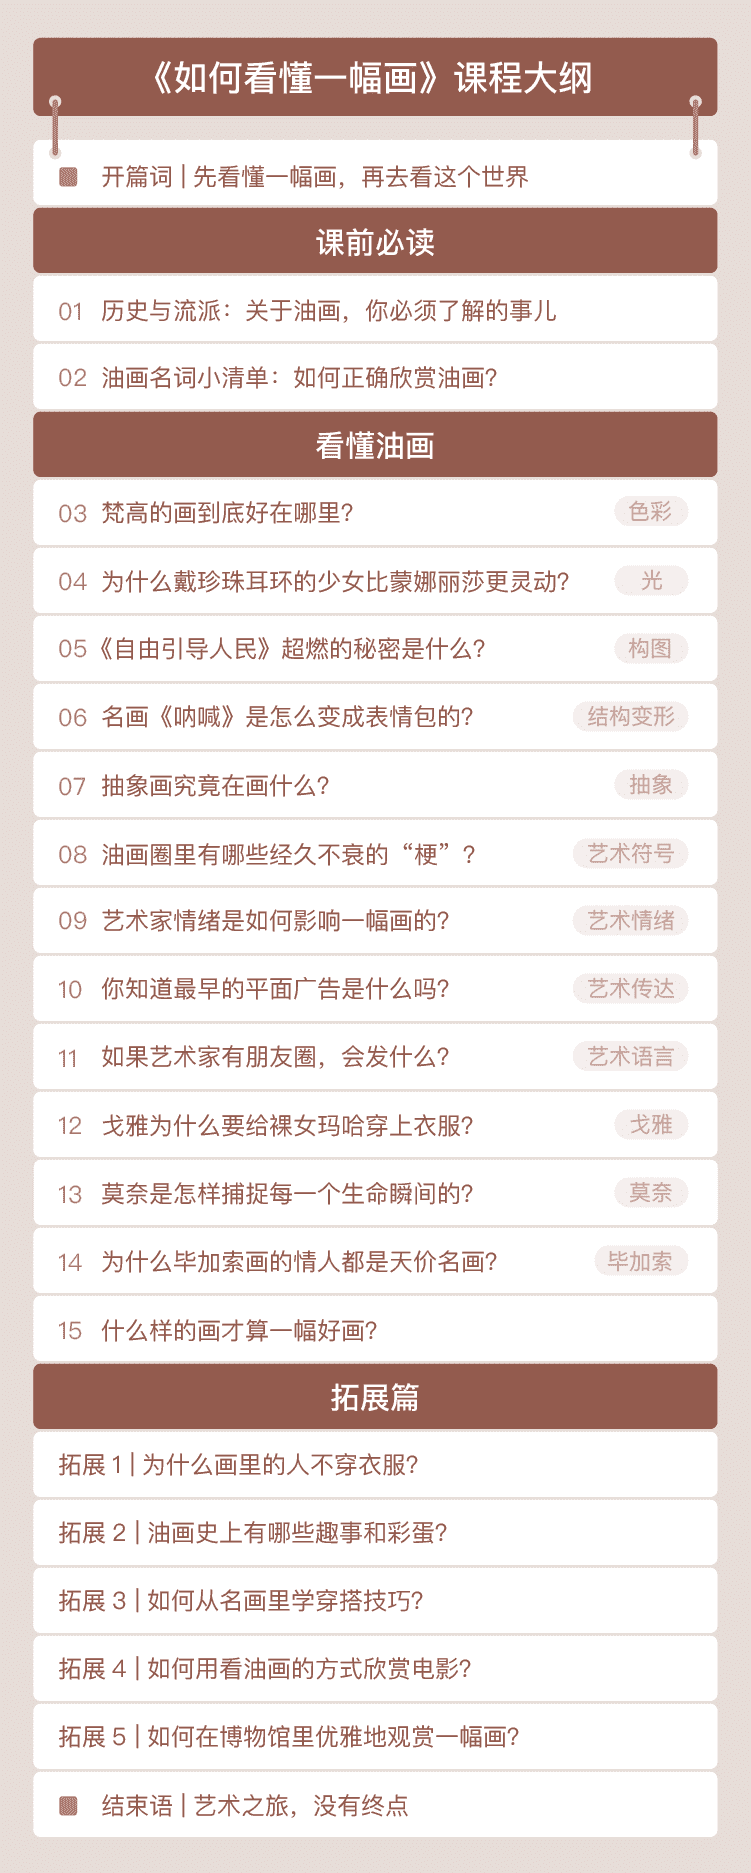 《如何看懂一幅画》课程大纲
开篇词 | 先看懂一幅画，再去看这个世界
课前必读
01 历史与流派：关于油画，你必须了解的事儿
02 油画名词小清单：如何正确欣赏油画？
看懂油画
03 梵高的画到底好在哪里？ 色彩
04 为什么戴珍珠耳环的少女比蒙娜丽莎更灵动？ 光
05《自由引导人民》超燃的秘密是什么？ 构图
06 名画《呐喊》是怎么变成表情包的？ 结构变形
07 抽象画究竟在画什么？ 抽象
08 油画圈里有哪些经久不衰的“梗”？ 艺术符号
09 艺术家情绪是如何影响一幅画的？ 艺术情绪
10 你知道最早的平面广告是什么吗？ 艺术传达
11 如果艺术家有朋友圈，会发什么？ 艺术语言
12 戈雅为什么要给裸女玛哈穿上衣服？ 戈雅
13 莫奈是怎样捕捉每一个生命瞬间的？ 莫奈
14 为什么毕加索画的情人都是天价名画？ 毕加索
15 什么样的画才算一幅好画？
拓展篇
拓展 1 | 为什么画里的人不穿衣服？
拓展 2 | 油画史上有哪些趣事和彩蛋？
拓展 3 | 如何从名画里学穿搭技巧？
拓展 4 | 如何用看油画的方式欣赏电影？
拓展 5 | 如何在博物馆里优雅地观赏一幅画？
结束语 | 艺术之旅，没有终点